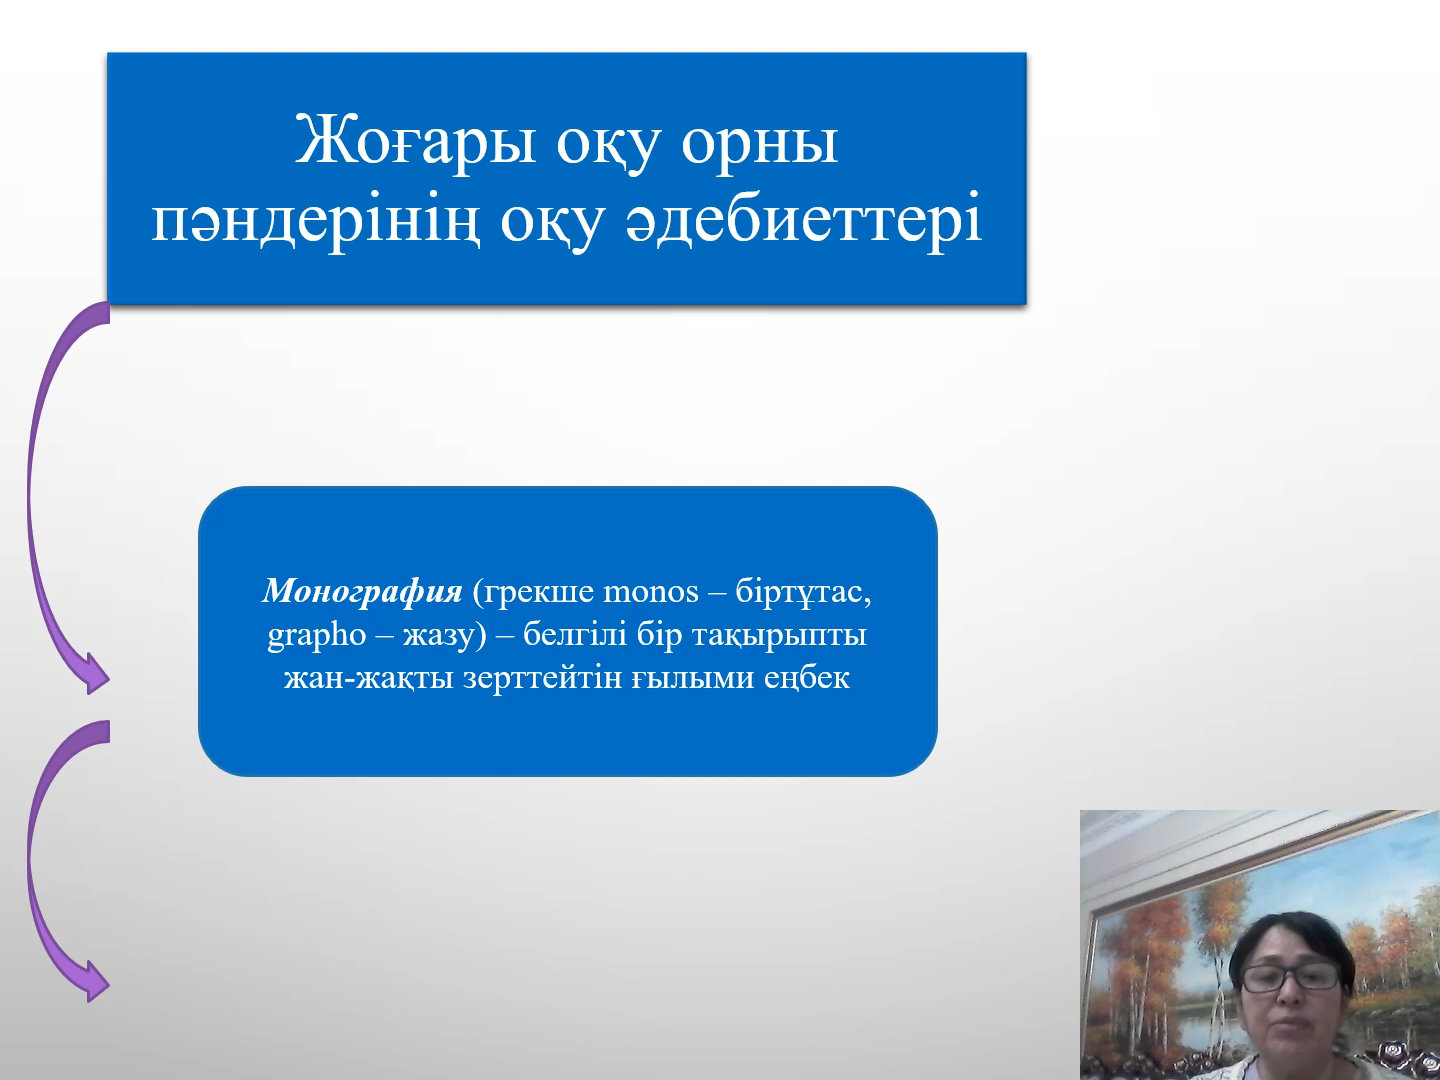 Жоғары оқу орны
пәндерінің оқу әдебиеттері
Монография (грекше monos – біртұтас,
grapho – жазу) – белгілі бір тақырыпты
жан-жақты зерттейтін ғылыми еңбек